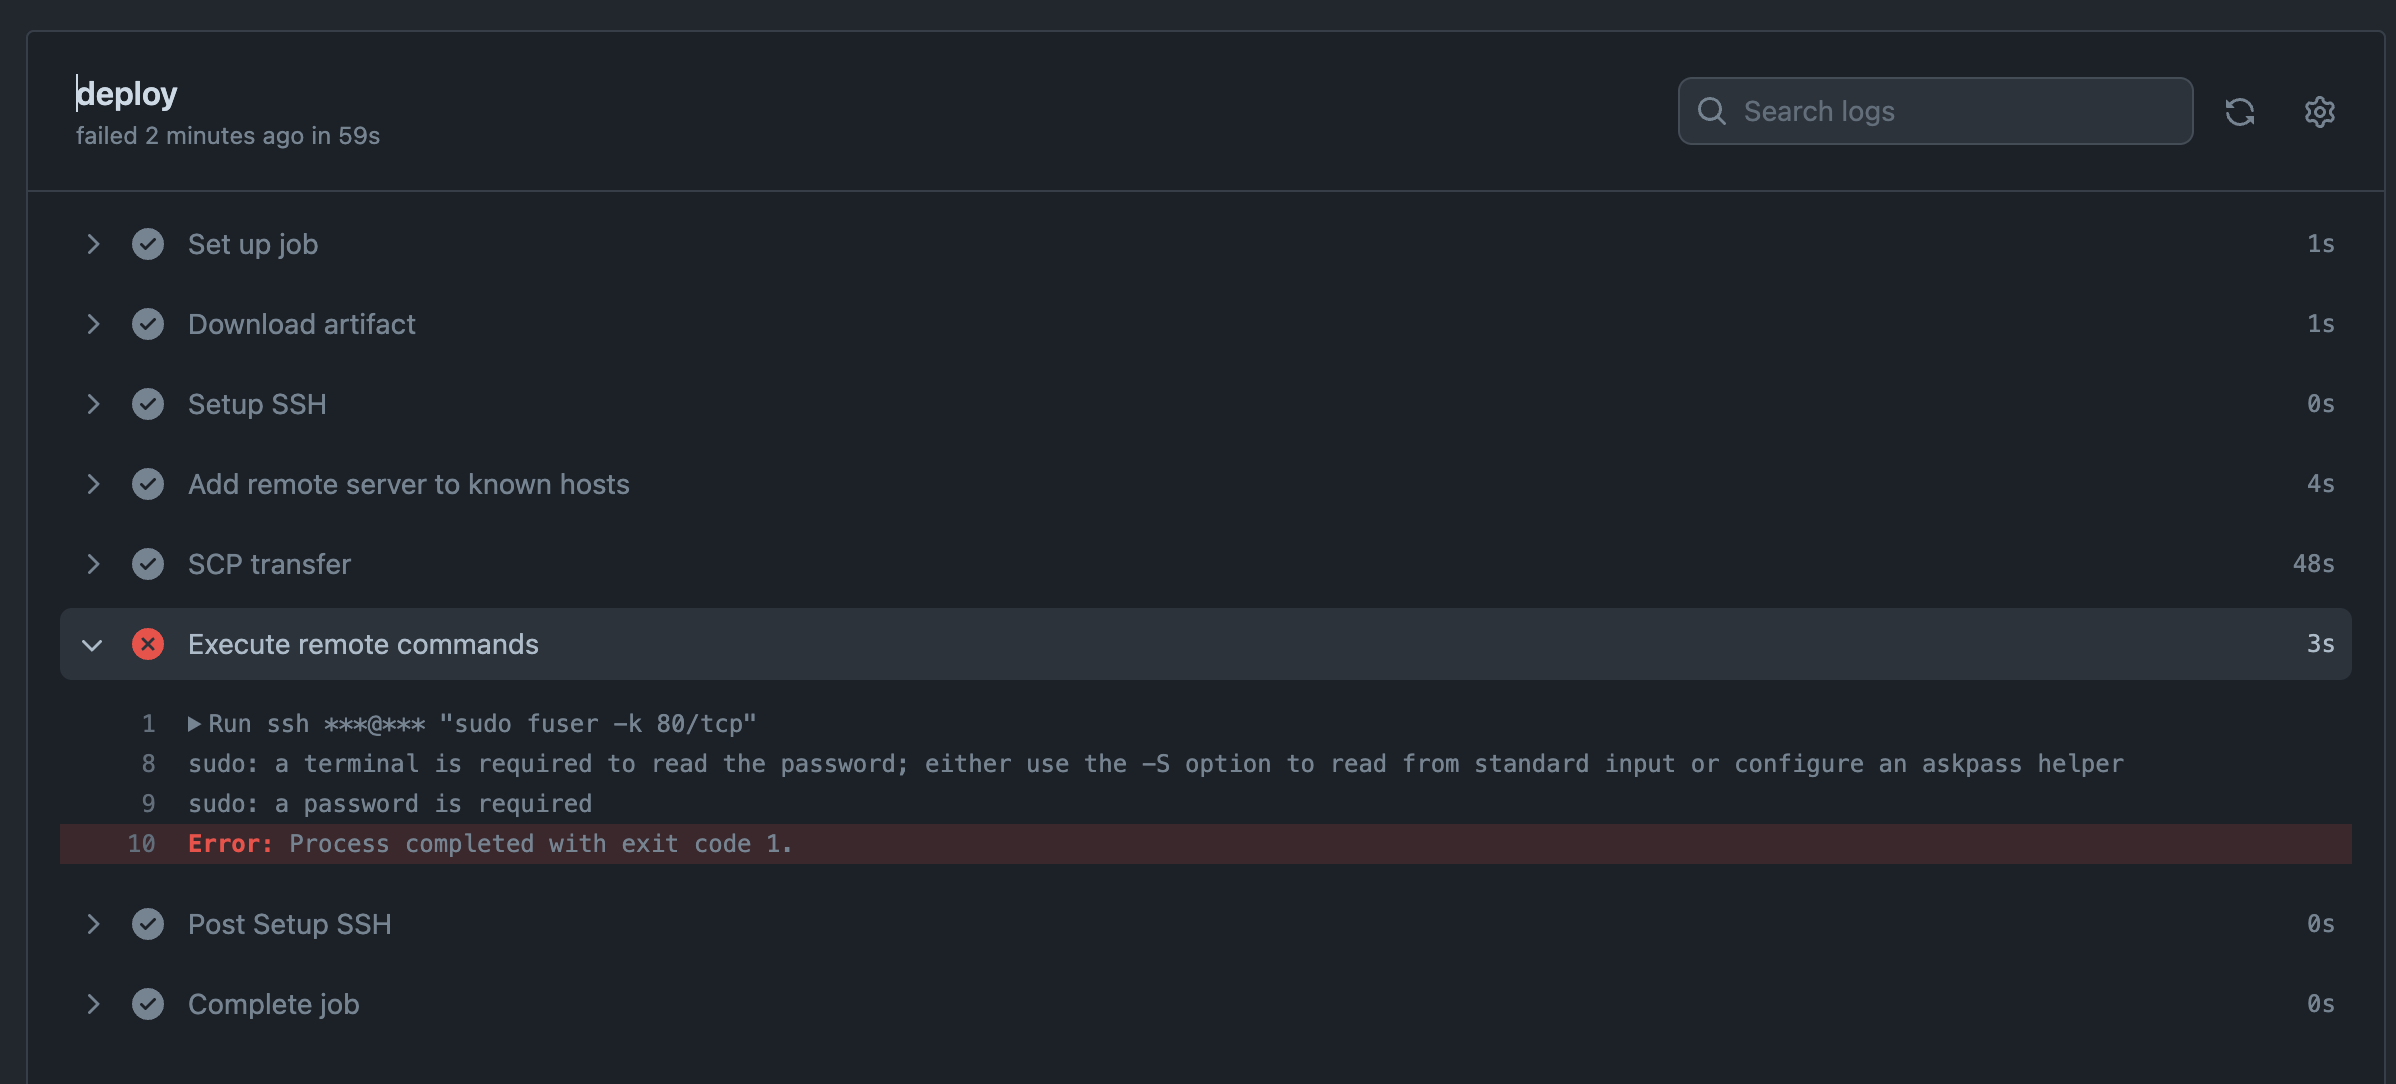 deploy
failed 2 minutes ago in 59s
Search logs
Set up job 1s
Download artifact 1s
Setup SSH 0s
Add remote server to known hosts 4s
SCP transfer 48s
Execute remote commands 3s
1 Run ssh ***@*** "sudo fuser -k 80/tcp"
8 sudo: a terminal is required to read the password; either use the -S option to read from standard input or configure an askpass helper
9 sudo: a password is required
10 Error: Process completed with exit code 1.
Post Setup SSH 0s
Complete job 0s